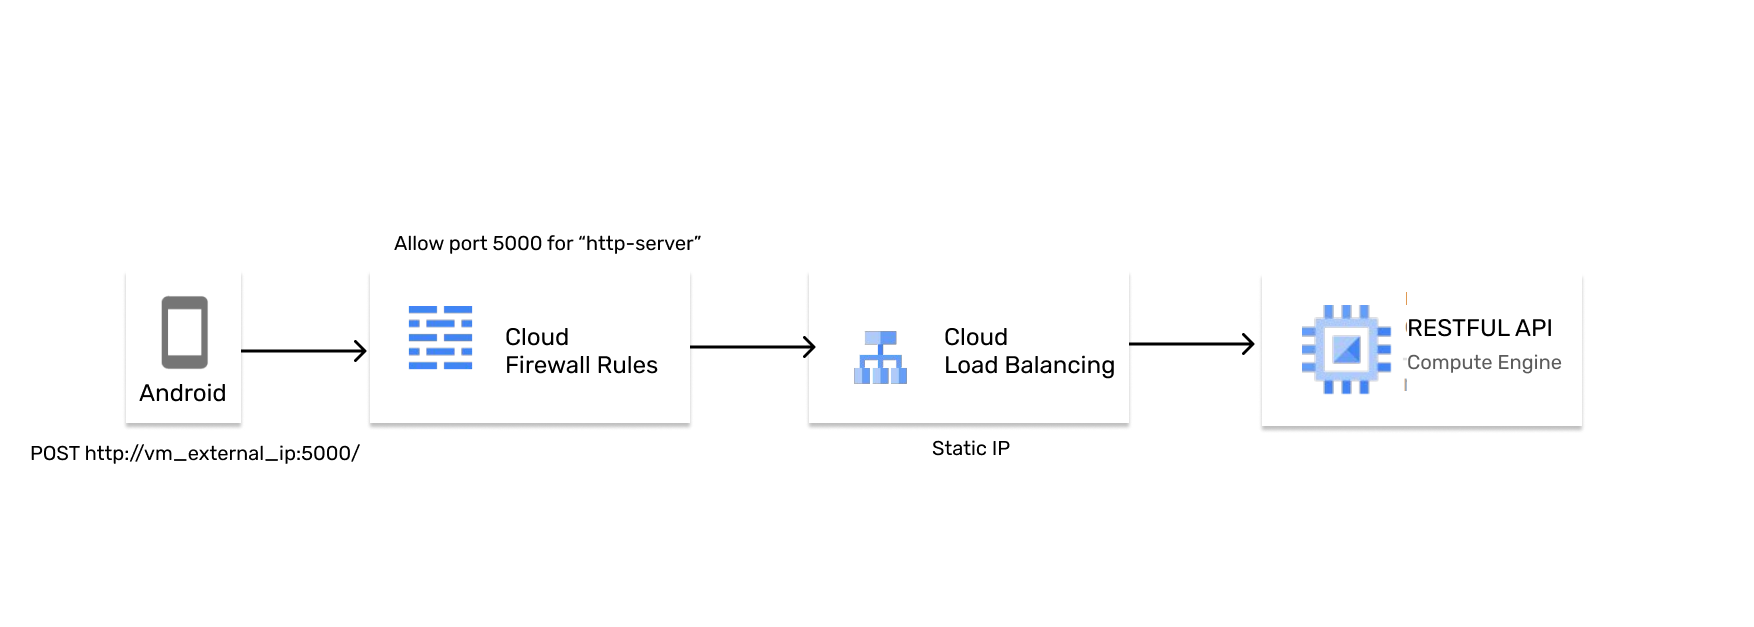 Allow port 5000 for “http-server”
Android
POST http://vm_external_ip:5000/
Cloud
Firewall Rules
Cloud
Load Balancing
Static IP
RESTFUL API
Compute Engine